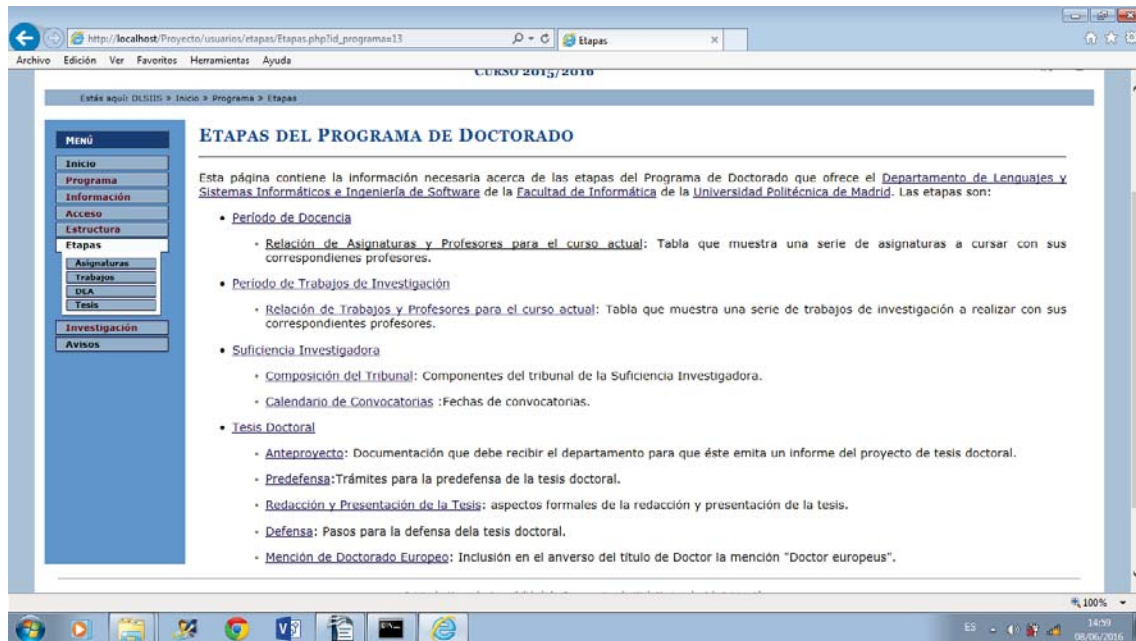 http://localhost/Proyecto/usuarios/etapas/Etapas.php?id_programa=13
Etapas
Archivo Edición Ver Favoritos Herramientas Ayuda
CURSO 2015/2016
Estás aquí: DLSIIS » Inicio » Programa » Etapas
MENÚ
Inicio
Programa
Información
Acceso
Estructura
Etapas
Asignaturas
Trabajos
DEA
Tesis
Investigación
Avisos
ETAPAS DEL PROGRAMA DE DOCTORADO
Esta página contiene la información necesaria acerca de las etapas del Programa de Doctorado que ofrece el Departamento de Lenguajes y
Sistemas Informáticos e Ingeniería de Software de la Facultad de Informática de la Universidad Politécnica de Madrid. Las etapas son:
• Período de Docencia
◦ Relación de Asignaturas y Profesores para el curso actual: Tabla que muestra una serie de asignaturas a cursar con sus
correspondienes profesores.
• Período de Trabajos de Investigación
◦ Relación de Trabajos y Profesores para el curso actual: Tabla que muestra una serie de trabajos de investigación a realizar con sus
correspondientes profesores.
• Suficiencia Investigadora
◦ Composición del Tribunal: Componentes del tribunal de la Suficiencia Investigadora.
◦ Calendario de Convocatorias :Fechas de convocatorias.
• Tesis Doctoral
◦ Anteproyecto: Documentación que debe recibir el departamento para que éste emita un informe del proyecto de tesis doctoral.
◦ Predefensa:Trámites para la predefensa de la tesis doctoral.
◦ Redacción y Presentación de la Tesis: aspectos formales de la redacción y presentación de la tesis.
◦ Defensa: Pasos para la defensa dela tesis doctoral.
◦ Mención de Doctorado Europeo: Inclusión en el anverso del título de Doctor la mención "Doctor europeus".
100%
ES
14:59
08/06/2016